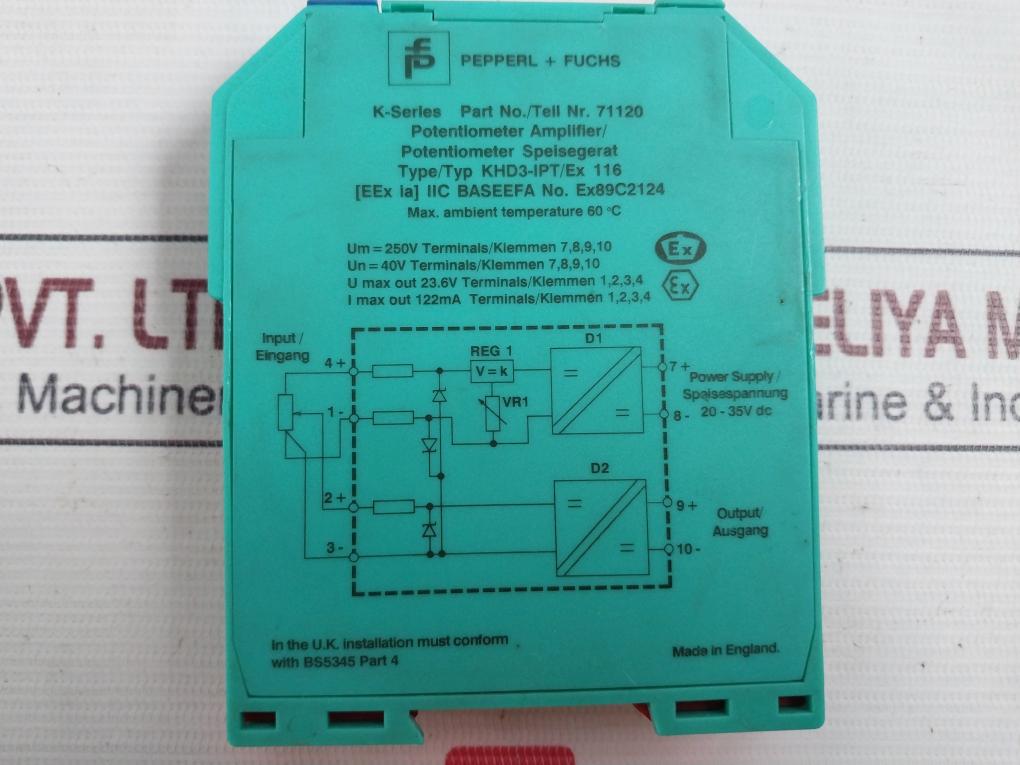 PEPPERL + FUCHS
K-Series Part No./Teil Nr. 71120
Potentiometer Amplifier/
Potentiometer Speisegerat
Type/Typ KHD3-IPT/Ex 116
[EEx ia] IIC BASEEFA No. Ex89C2124
Max. ambient temperature 60 °C
Um = 250V Terminals/Klemmen 7,8,9,10
Un = 40V Terminals/Klemmen 7,8,9,10
U max out 23.6V Terminals/Klemmen 1,2,3,4
I max out 122mA Terminals/Klemmen 1,2,3,4
Ex
Ex
Input/
Eingang
4 +
1 -
2 +
3 -
REG 1
V = k
VR1
D1
=
=
7 +
8 -
Power Supply/
Speisespannung
20 - 35V dc
D2
=
=
9 +
10 -
Output/
Ausgang
In the U.K. installation must conform
with BS5345 Part 4
Made in England.
PVT. LT
Machiner
ELIYA M
arine & Ind